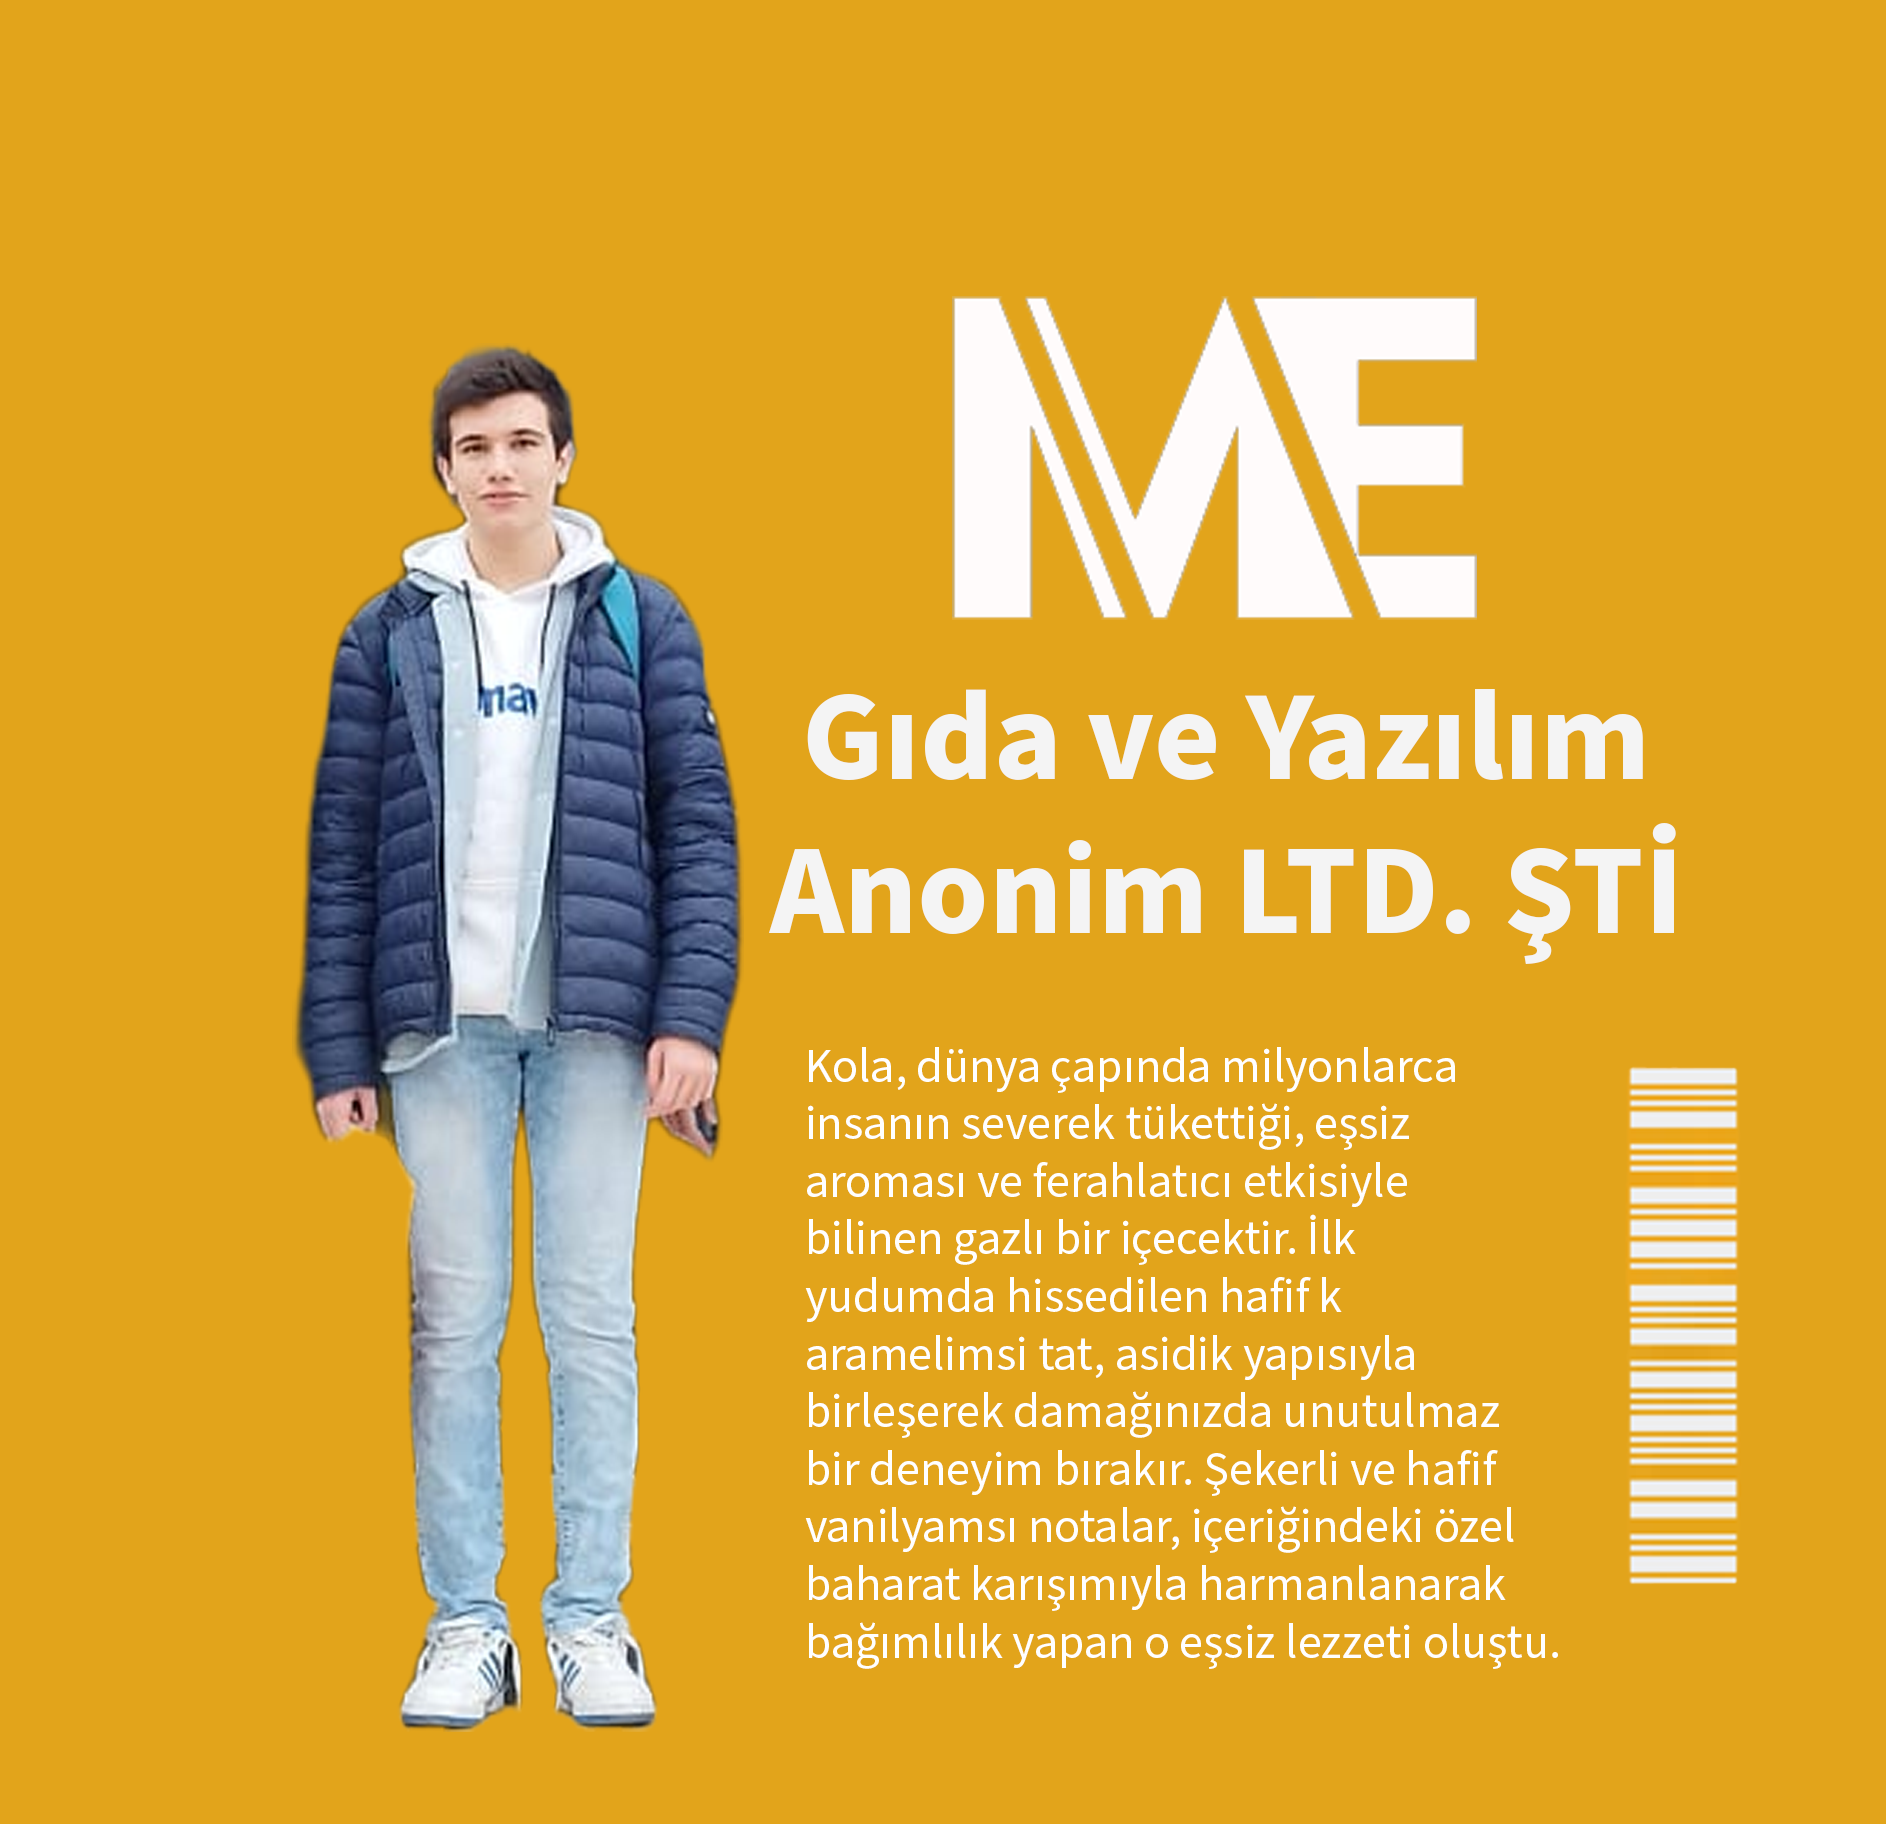 ME
Gıda ve Yazılım
Anonim LTD. ŞTİ
Kola, dünya çapında milyonlarca
insanın severek tükettiği, eşsiz
aroması ve ferahlatıcı etkisiyle
bilinen gazlı bir içecektir. İlk
yudumda hissedilen hafif k
aramelimsi tat, asidik yapısıyla
birleşerek damağınızda unutulmaz
bir deneyim bırakır. Şekerli ve hafif
vanilyamsı notalar, içeriğindeki özel
baharat karışımıyla harmanlanarak
bağımlılık yapan o eşsiz lezzeti oluştu.